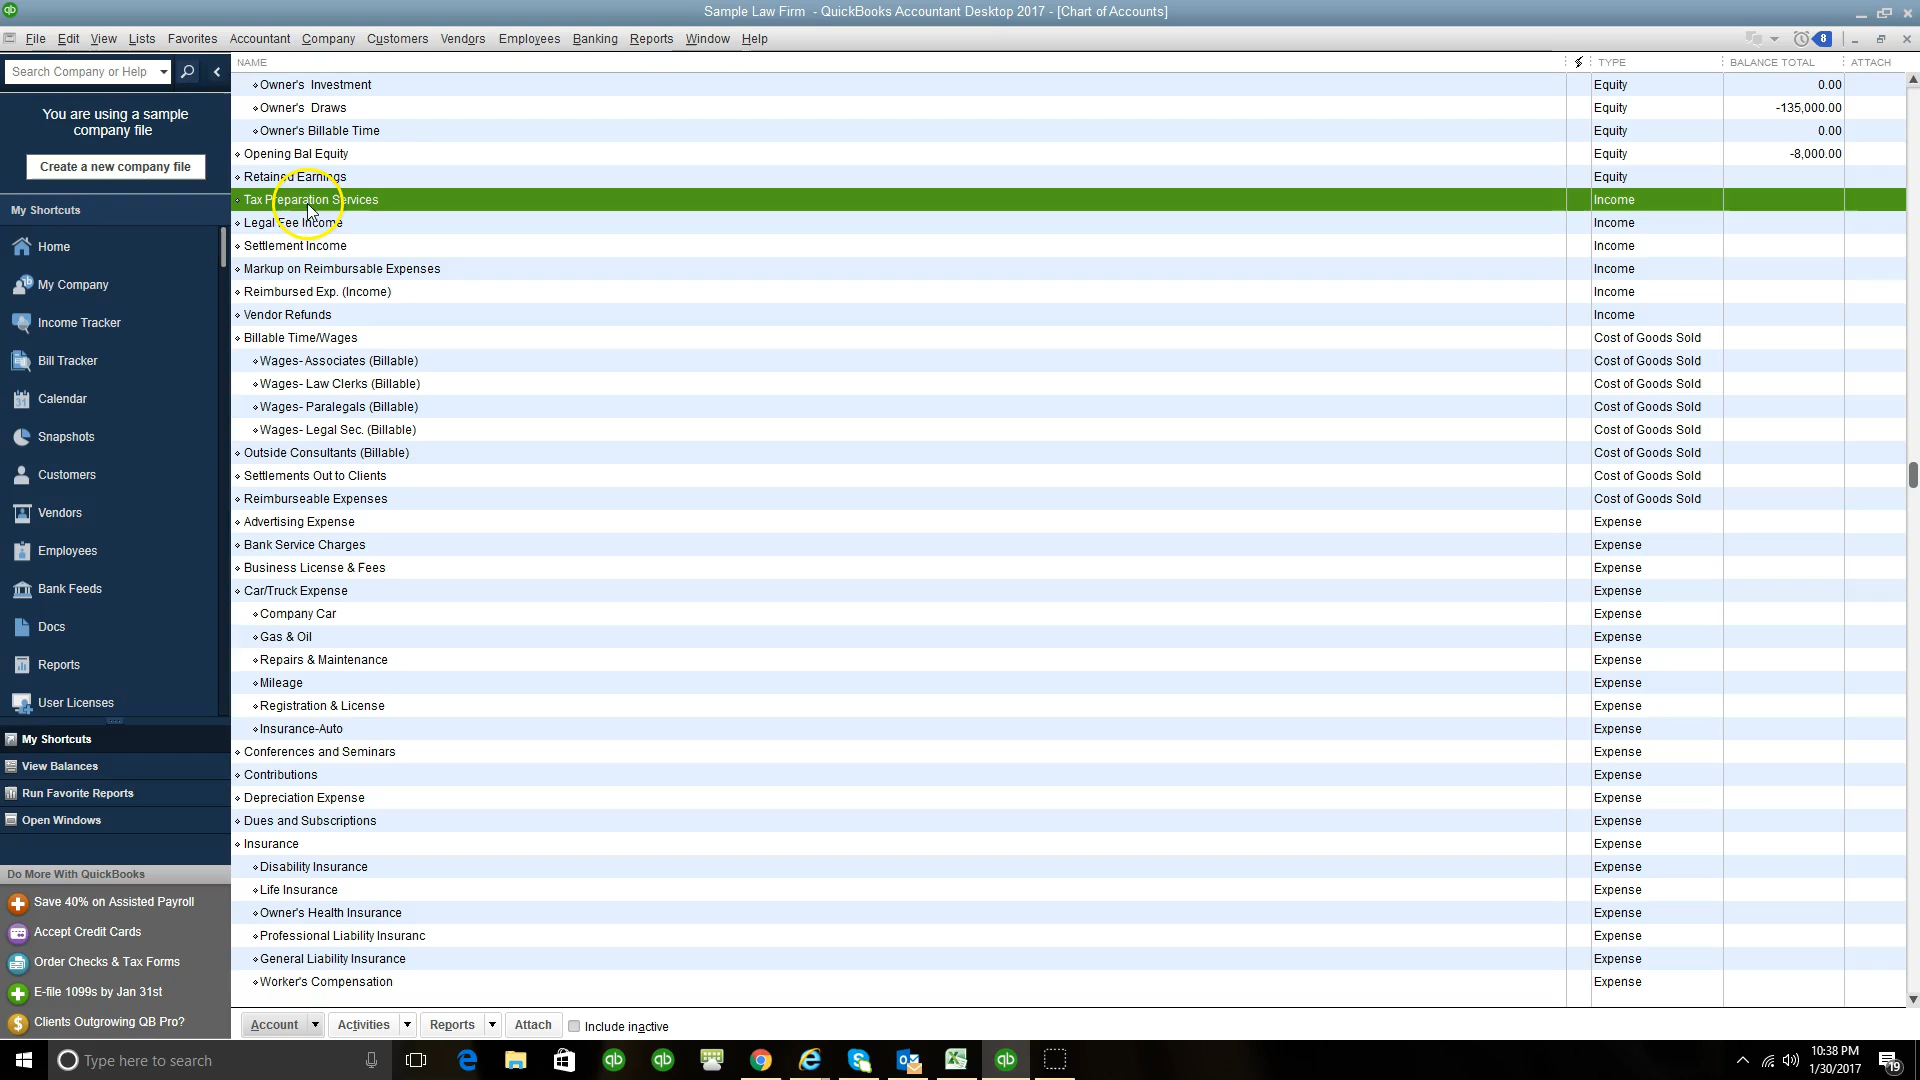 Sample Law Firm - QuickBooks Accountant Desktop 2017 - [Chart of Accounts]
File Edit View Lists Favorites Accountant Company Customers Vendors Employees Banking Reports Window Help
8
Search Company or Help
You are using a sample
company file
Create a new company file
My Shortcuts
Home
My Company
Income Tracker
Bill Tracker
31 Calendar
Snapshots
Customers
Vendors
Employees
Bank Feeds
Docs
Reports
User Licenses
My Shortcuts
View Balances
Run Favorite Reports
Open Windows
Do More With QuickBooks
Save 40% on Assisted Payroll
Accept Credit Cards
Order Checks & Tax Forms
E-file 1099s by Jan 31st
Clients Outgrowing QB Pro?
NAME TYPE BALANCE TOTAL ATTACH
Owner's Investment Equity 0.00
Owner's Draws Equity -135,000.00
Owner's Billable Time Equity 0.00
Opening Bal Equity Equity -8,000.00
Retained Earnings Equity
Tax Preparation Services Income
Legal Fee Income Income
Settlement Income Income
Markup on Reimbursable Expenses Income
Reimbursed Exp. (Income) Income
Vendor Refunds Income
Billable Time/Wages Cost of Goods Sold
Wages- Associates (Billable) Cost of Goods Sold
Wages- Law Clerks (Billable) Cost of Goods Sold
Wages- Paralegals (Billable) Cost of Goods Sold
Wages- Legal Sec. (Billable) Cost of Goods Sold
Outside Consultants (Billable) Cost of Goods Sold
Settlements Out to Clients Cost of Goods Sold
Reimburseable Expenses Cost of Goods Sold
Advertising Expense Expense
Bank Service Charges Expense
Business License & Fees Expense
Car/Truck Expense Expense
Company Car Expense
Gas & Oil Expense
Repairs & Maintenance Expense
Mileage Expense
Registration & License Expense
Insurance-Auto Expense
Conferences and Seminars Expense
Contributions Expense
Depreciation Expense Expense
Dues and Subscriptions Expense
Insurance Expense
Disability Insurance Expense
Life Insurance Expense
Owner's Health Insurance Expense
Professional Liability Insuranc Expense
General Liability Insurance Expense
Worker's Compensation Expense
Account Activities Reports Attach Include inactive
Type here to search
10:38 PM
1/30/2017
19